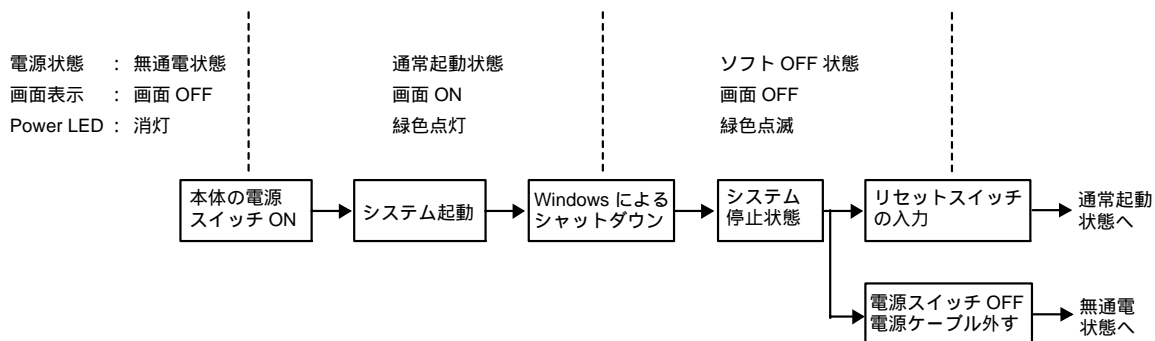 電源状態 : 無通電状態 通常起動状態 ソフト OFF 状態
画面表示 : 画面 OFF 画面 ON 画面 OFF
Power LED : 消灯 緑色点灯 緑色点滅
本体の電源
スイッチ ON
システム起動
Windows による
シャットダウン
システム
停止状態
リセットスイッチ
の入力
通常起動
状態へ
電源スイッチ OFF
電源ケーブル外す
無通電
状態へ